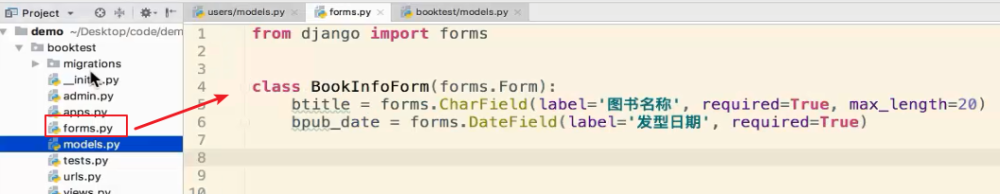 Project
users/models.py
forms.py
booktest/models.py
demo ~/Desktop/code/dem
booktest
migrations
__init__.py
admin.py
apps.py
forms.py
models.py
tests.py
urls.py
views.py
1 from django import forms
2
3
4 class BookInfoForm(forms.Form):
5 btitle = forms.CharField(label='图书名称', required=True, max_length=20)
6 bpub_date = forms.DateField(label='发型日期', required=True)
7
8
9
10